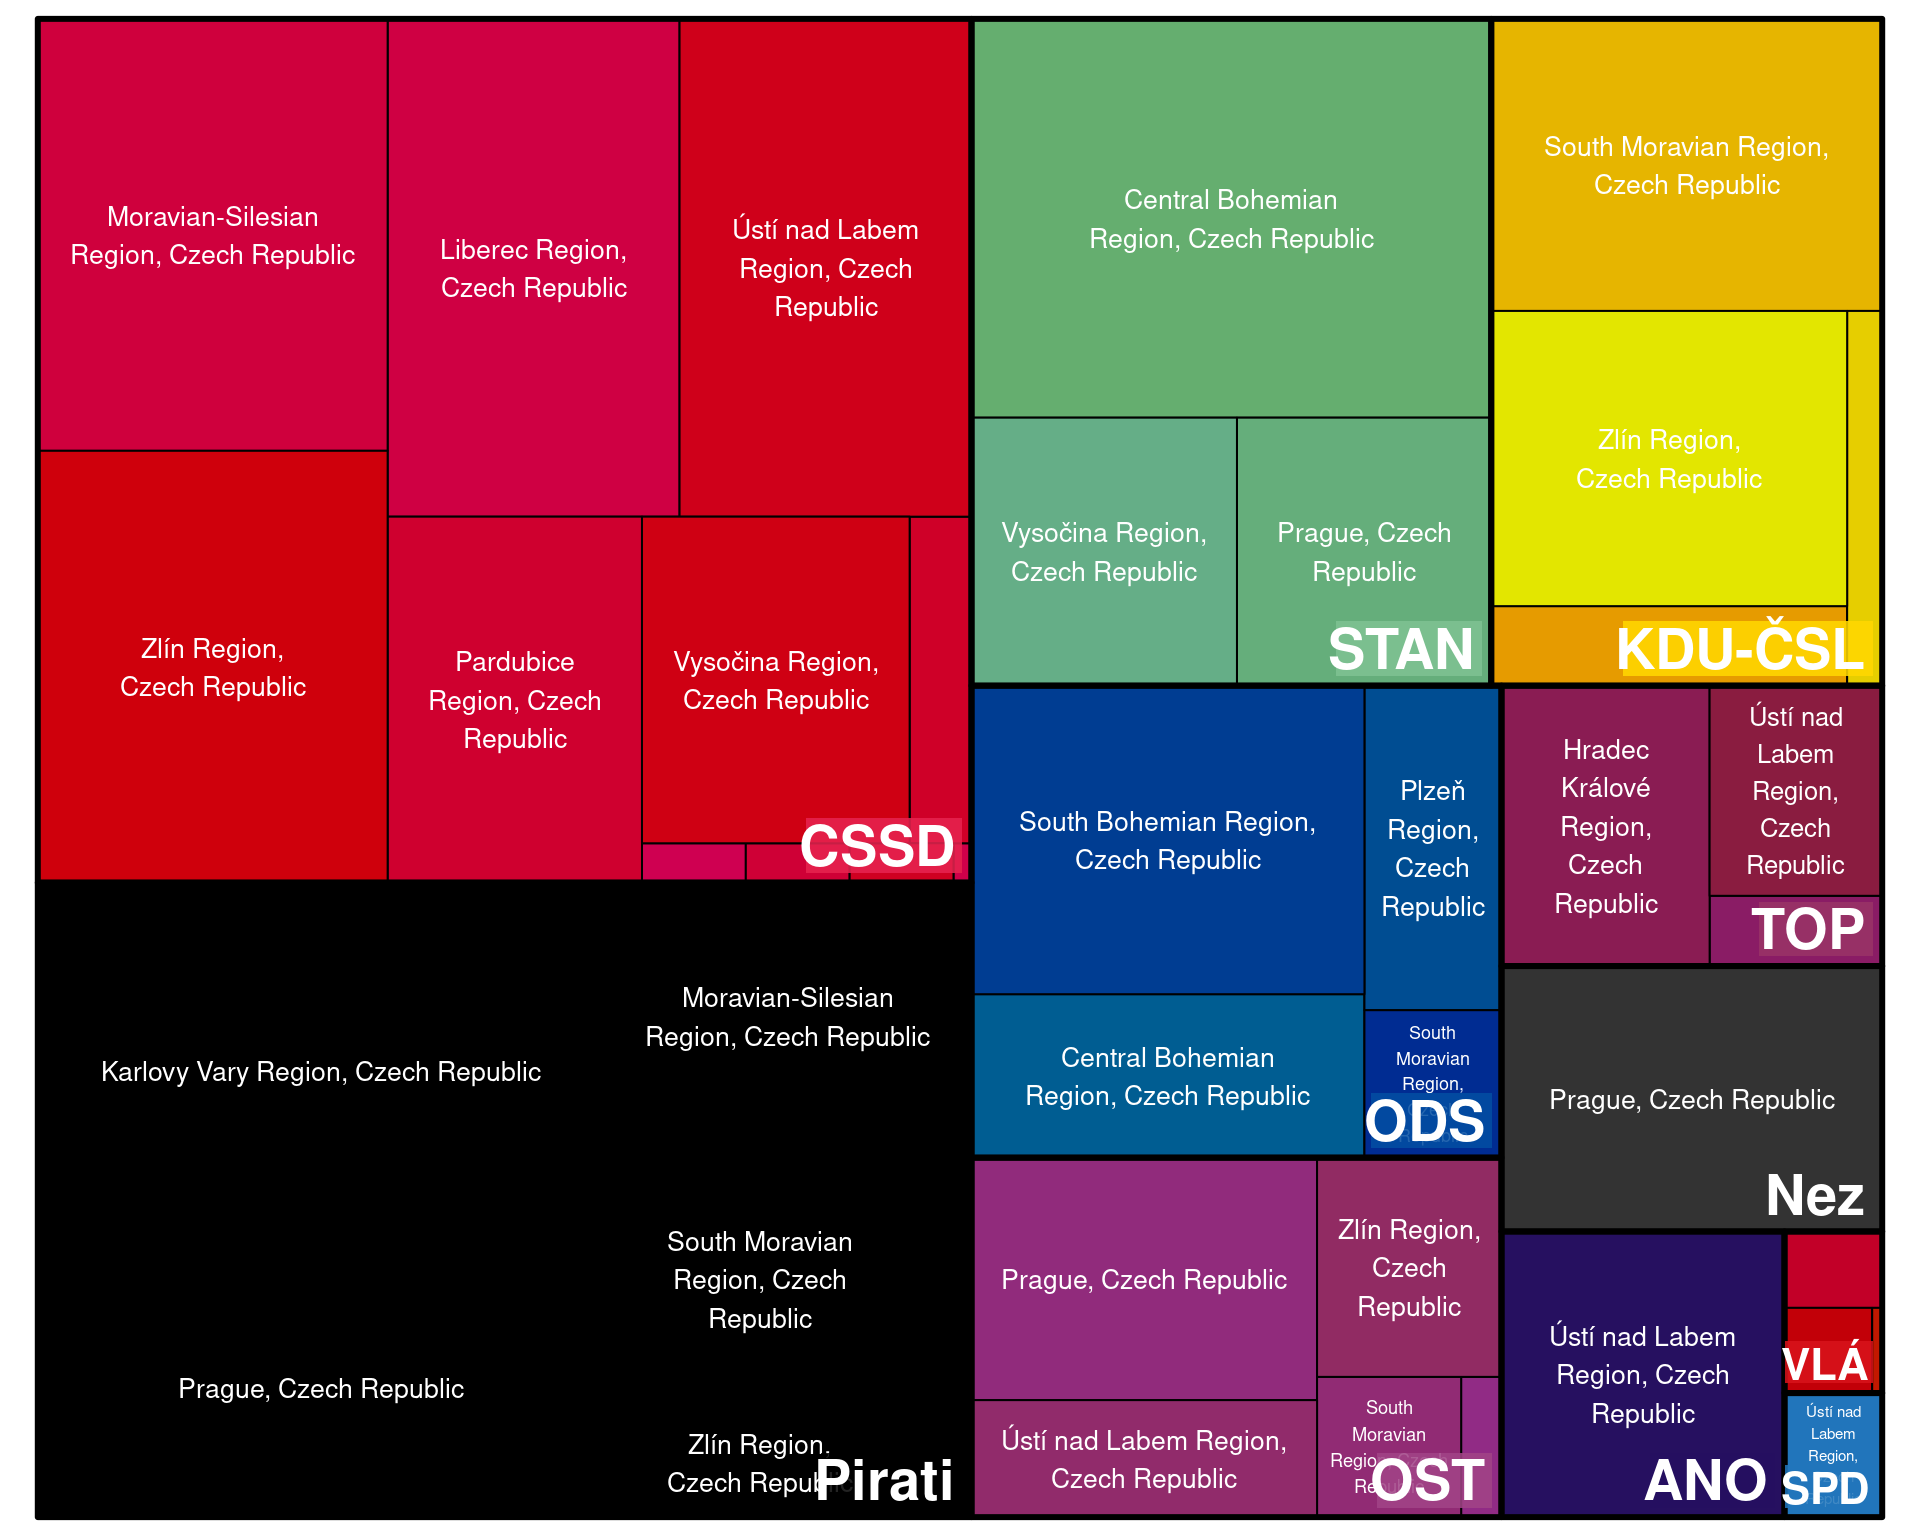 Moravian-Silesian
Region, Czech Republic
Liberec Region,
Czech Republic
Ústí nad Labem
Region, Czech
Republic
Zlín Region,
Czech Republic
Pardubice
Region, Czech
Republic
Vysočina Region,
Czech Republic
CSSD
Central Bohemian
Region, Czech Republic
Vysočina Region,
Czech Republic
Prague, Czech
Republic
STAN
South Moravian Region,
Czech Republic
Zlín Region,
Czech Republic
KDU-ČSL
Karlovy Vary Region, Czech Republic
Moravian-Silesian
Region, Czech Republic
Prague, Czech Republic
South Moravian
Region, Czech
Republic
Zlín Region,
Czech Republic
Pirati
South Bohemian Region,
Czech Republic
Plzeň
Region,
Czech
Republic
Central Bohemian
Region, Czech Republic
South
Moravian
Region,
ODS
Hradec
Králové
Region,
Czech
Republic
Ústí nad
Labem
Region,
Czech
Republic
TOP
Prague, Czech Republic
Nez
Prague, Czech Republic
Zlín Region,
Czech
Republic
Ústí nad Labem Region,
Czech Republic
South
Moravian
Region, Czech
Republic
OST
Ústí nad Labem
Region, Czech
Republic
ANO
VLÁ
Ústí nad
Labem
Region,
SPD